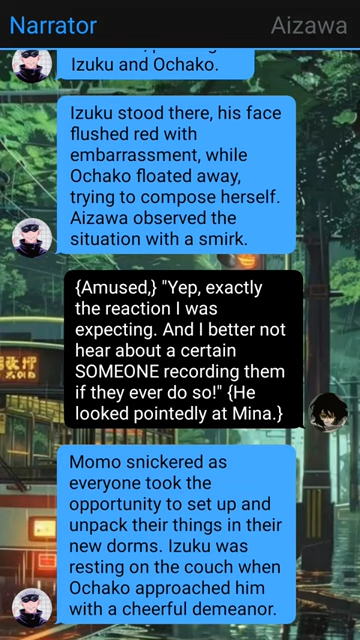 Narrator
Aizawa
Izuku and Ochako.
Izuku stood there, his face
flushed red with
embarrassment, while
Ochako floated away,
trying to compose herself.
Aizawa observed the
situation with a smirk.
{Amused,} "Yep, exactly
the reaction I was
expecting. And I better not
hear about a certain
SOMEONE recording them
if they ever do so!" {He
looked pointedly at Mina.}
Momo snickered as
everyone took the
opportunity to set up and
unpack their things in their
new dorms. Izuku was
resting on the couch when
Ochako approached him
with a cheerful demeanor.